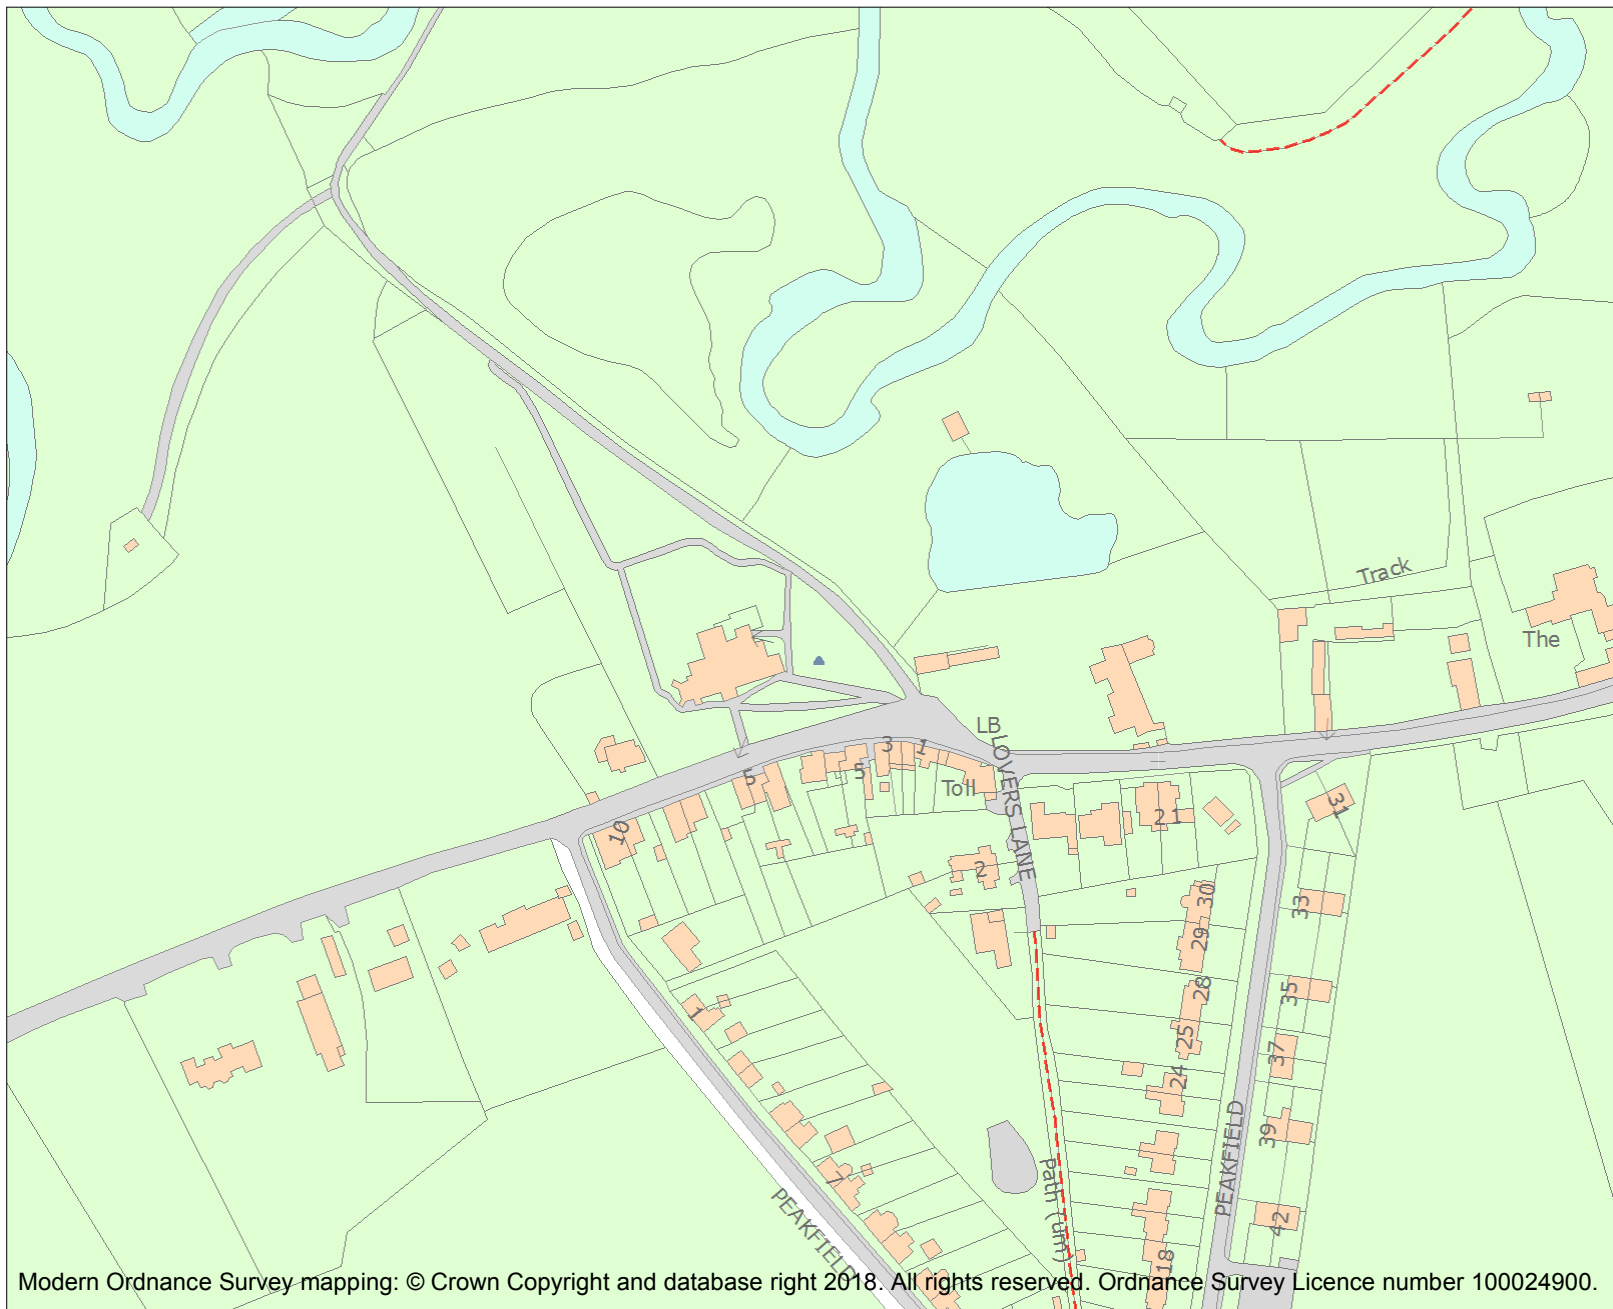 Track
The
LB
LOVERS LANE
3
1
5
5
Toll
10
21
31
2
30
33
29
28
35
1
25
37
24
39
PEAKFIELD
7
Path (um)
PEAKFIELD
42
18
Modern Ordnance Survey mapping: © Crown Copyright and database right 2018. All rights reserved. Ordnance Survey Licence number 100024900.